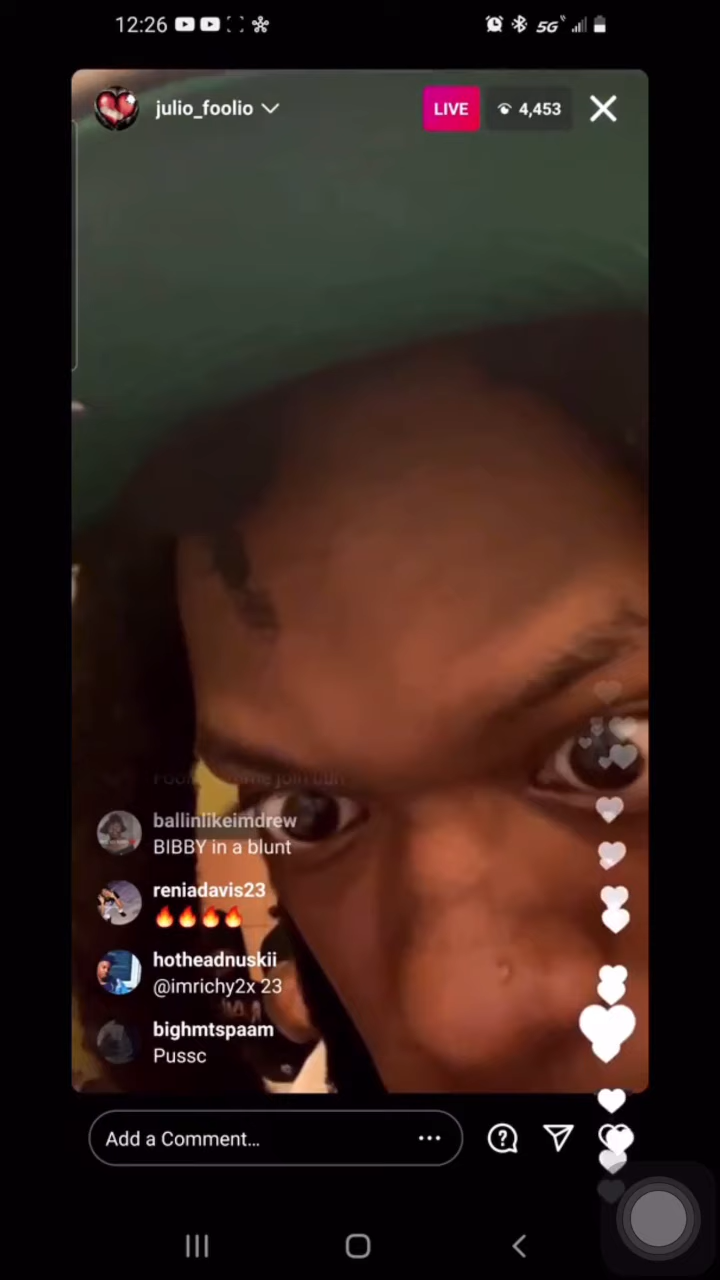 12:26
5G
julio_foolio
LIVE
4,453
ballinlikeimdrew
BIBBY in a blunt
reniadavis23
🔥🔥🔥🔥
hotheadnuskii
@imrichy2x 23
bighmtspaam
Pussc
Add a Comment...